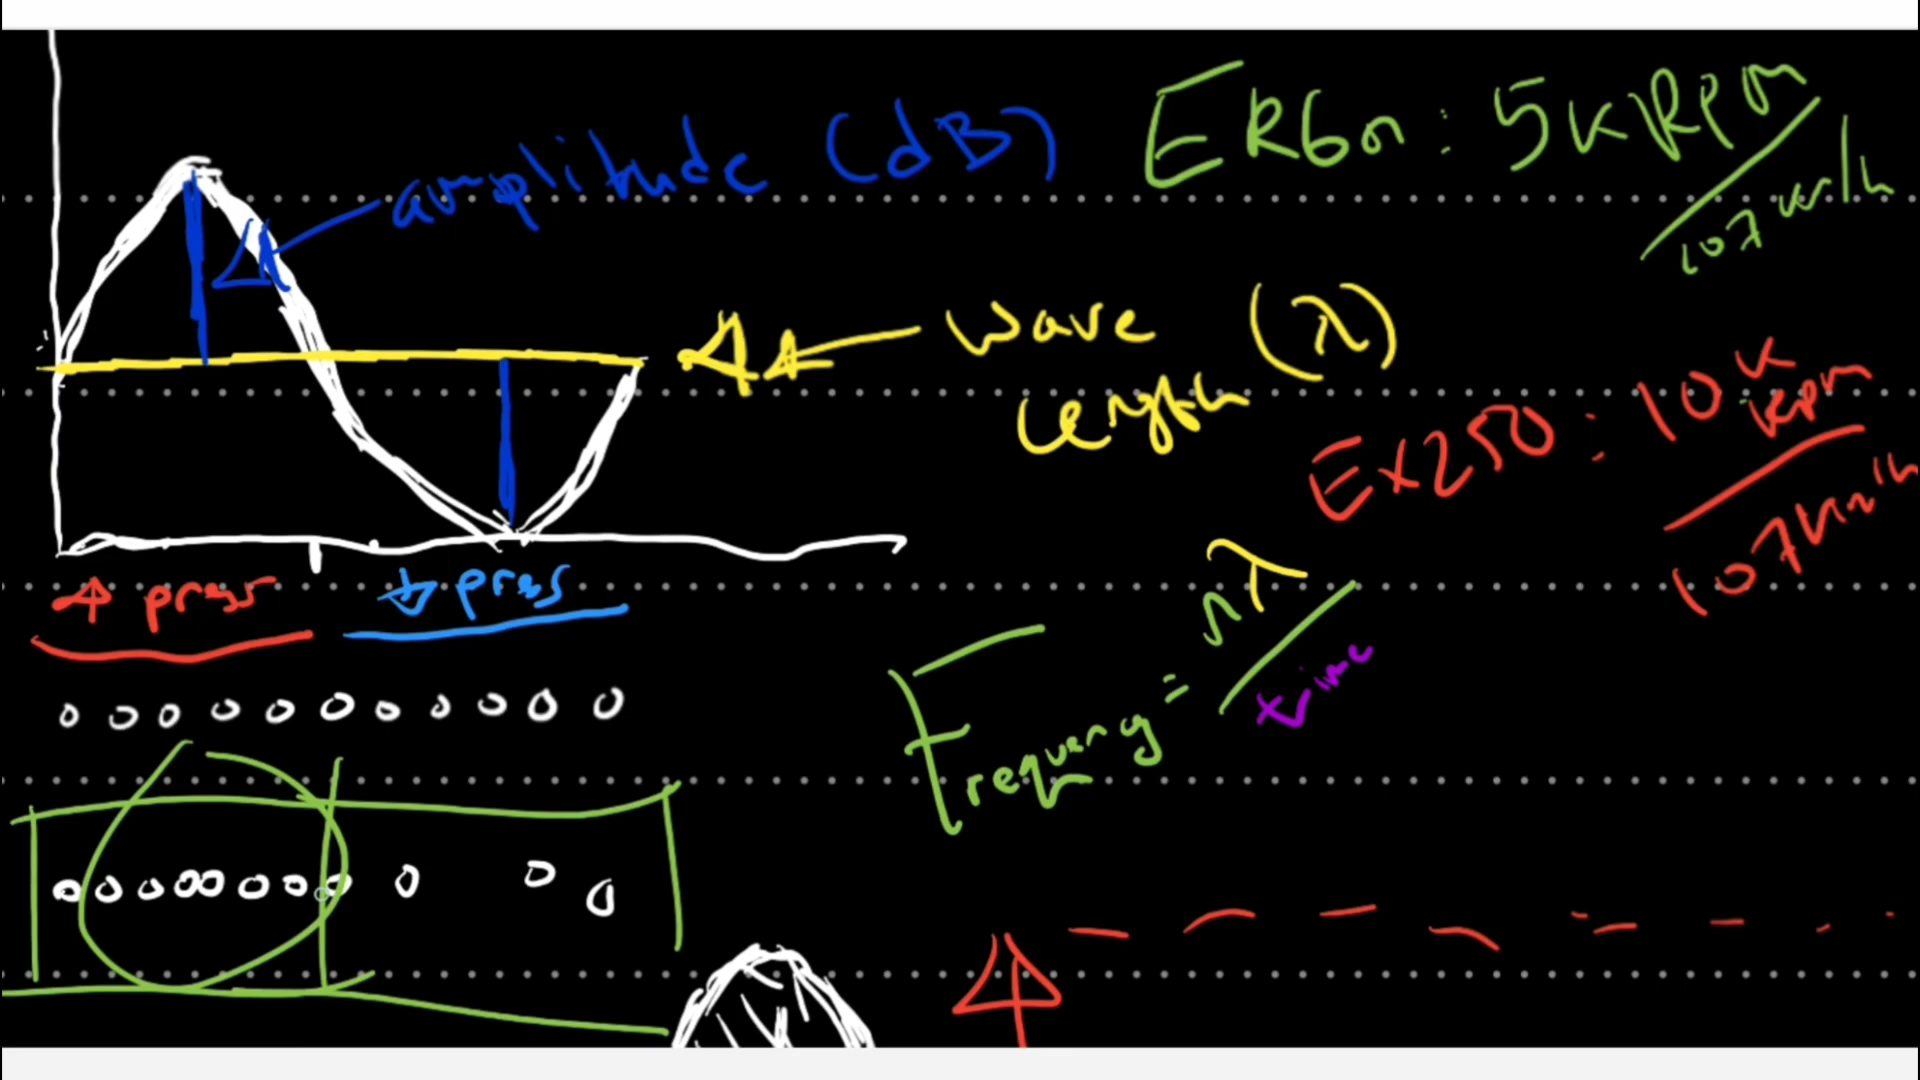 amplitude (dB)
ER6n: 5K Rpm
/
107 km/h
Wave (λ)
Length
EX250: 10K
Rpm
/
107 Km/h
↑ press
↓ press
Frequency = nλ
/
time